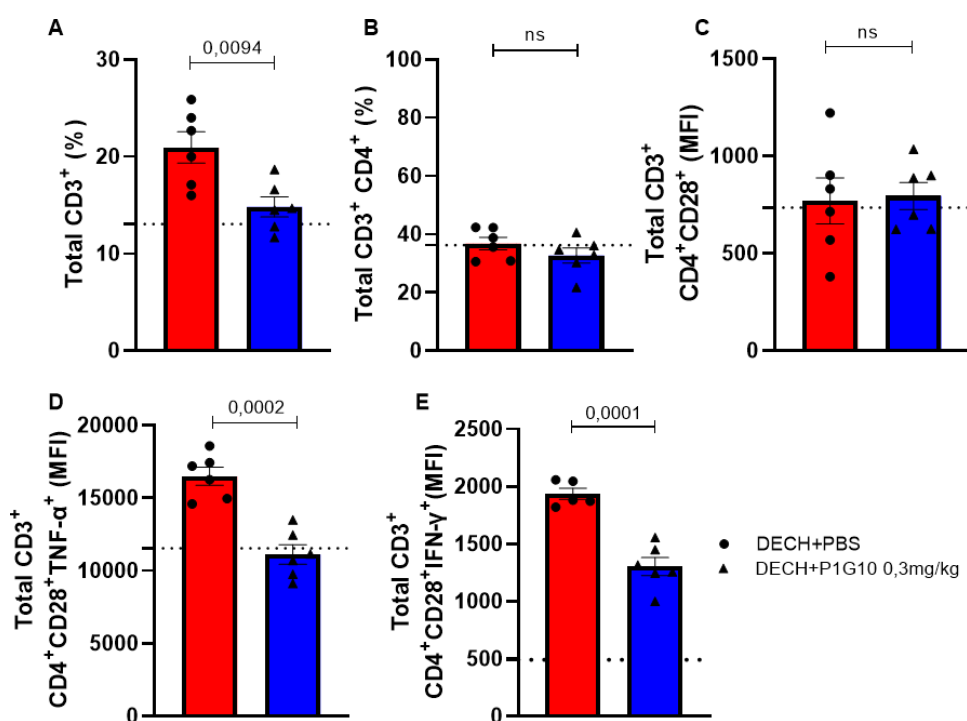 A
0,0094
Total CD3+ (%)
30
20
10
0
B
ns
Total CD3+ CD4+ (%)
100
80
60
40
20
0
C
ns
Total CD3+
CD4+CD28+ (MFI)
1500
1000
500
0
D
0,0002
Total CD3+
CD4+CD28+TNF-α+ (MFI)
20000
15000
10000
5000
0
E
0,0001
Total CD3+
CD4+CD28+IFN-γ+ (MFI)
2500
2000
1500
1000
500
0
DECH+PBS
DECH+P1G10 0,3mg/kg